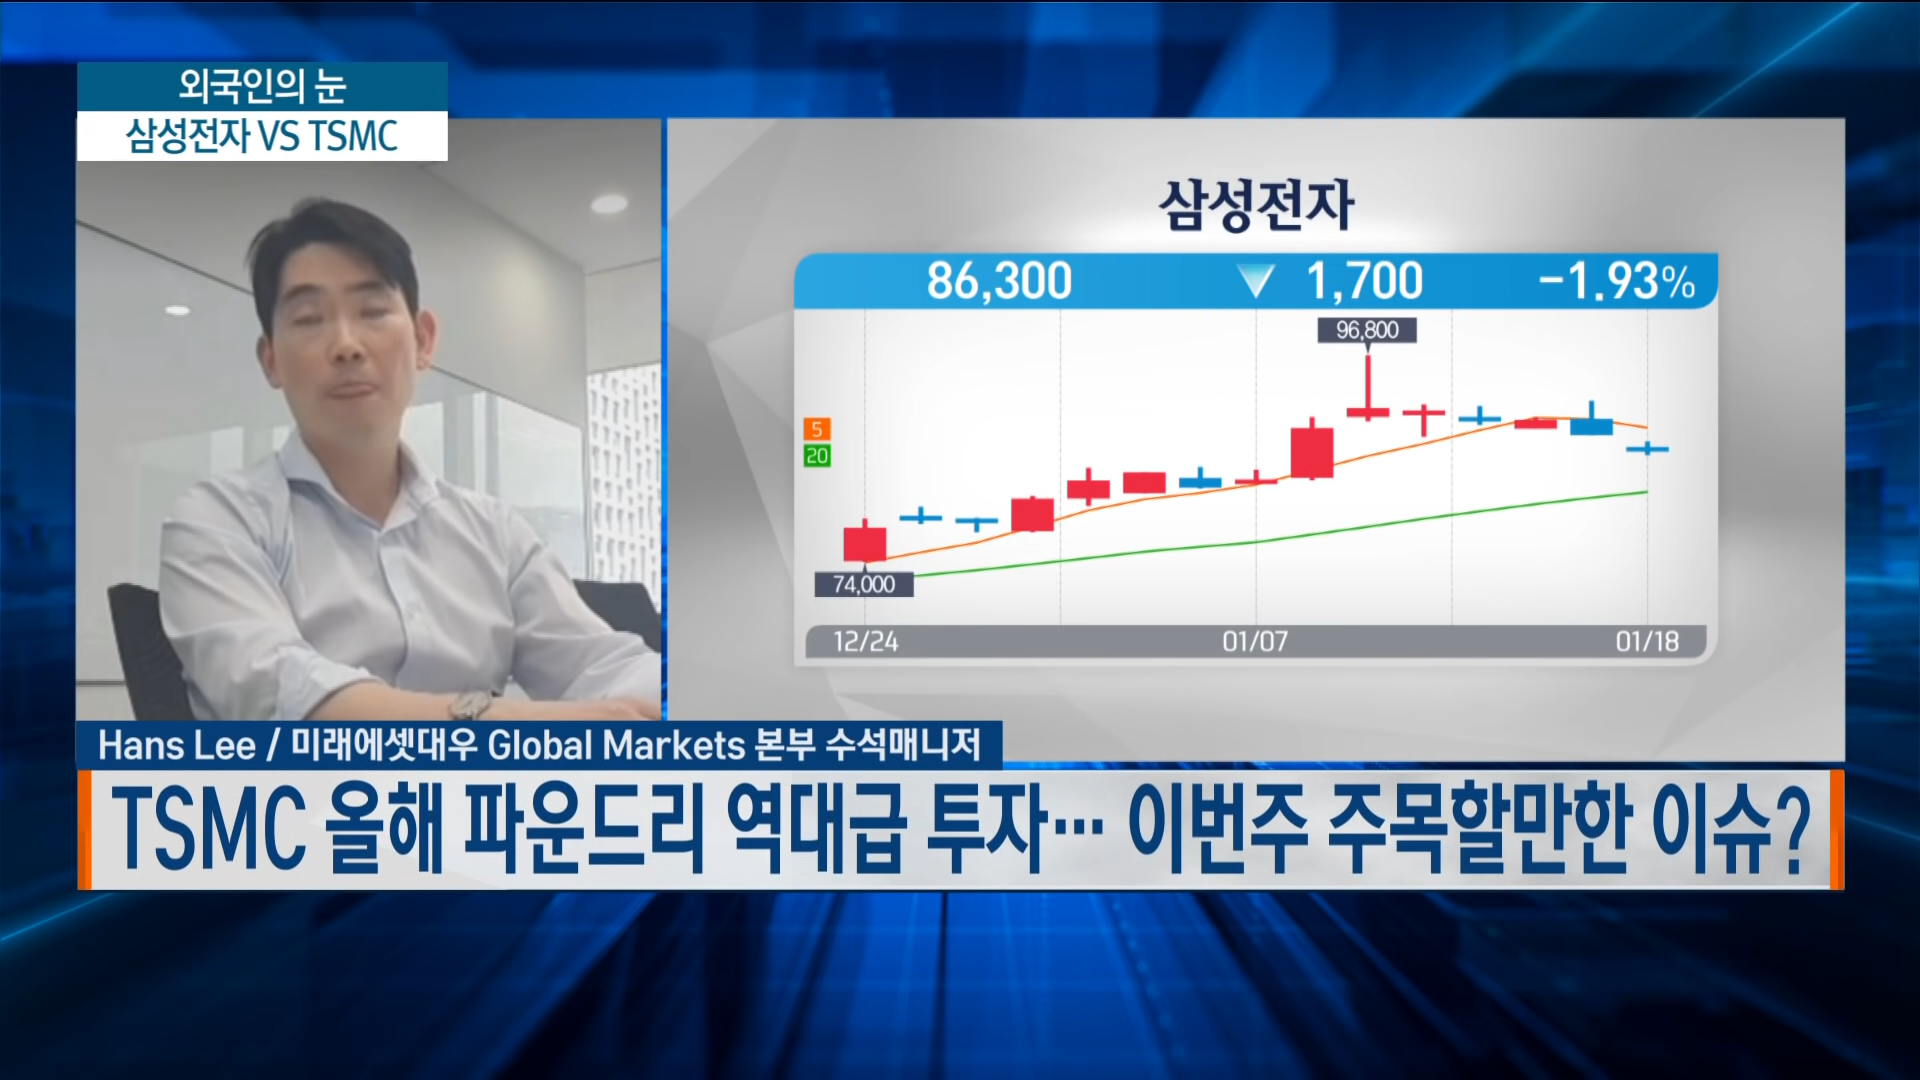 외국인의 눈
삼성전자 VS TSMC
삼성전자
86,300 ▼ 1,700 -1.93%
96,800
5
20
74,000
12/24 01/07 01/18
Hans Lee / 미래에셋대우 Global Markets 본부 수석매니저
TSMC 올해 파운드리 역대급 투자… 이번주 주목할만한 이슈?